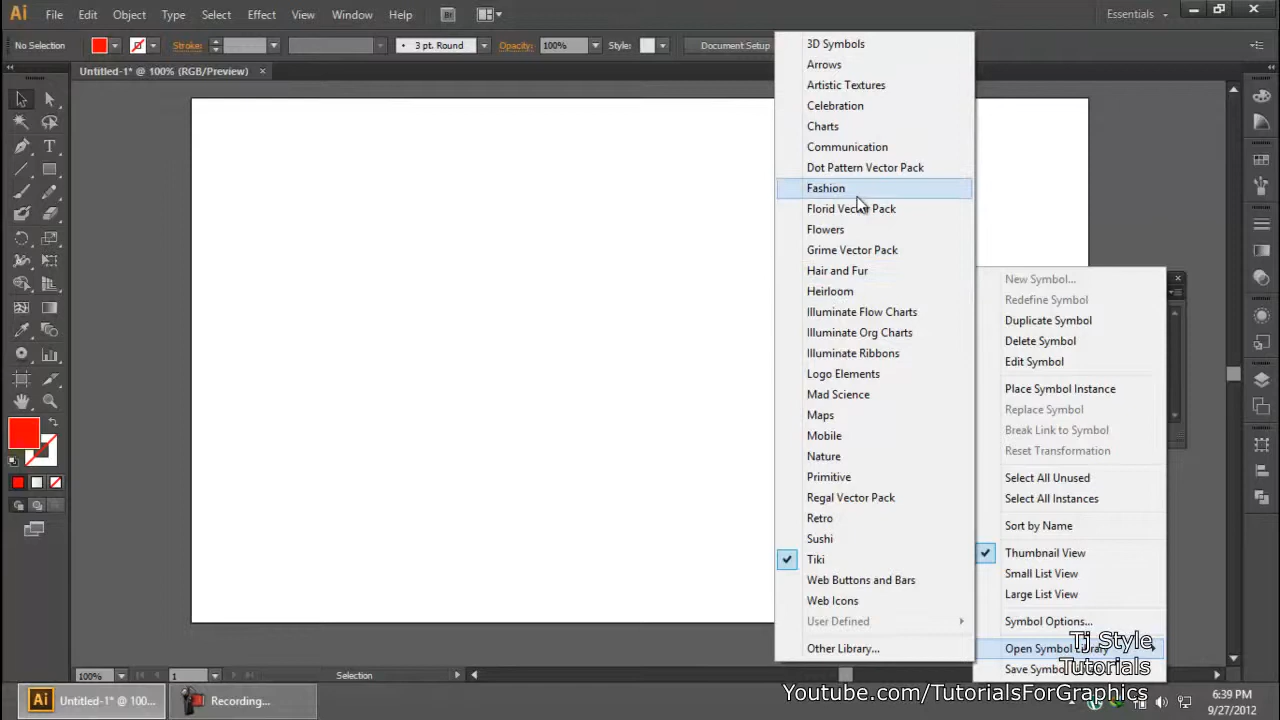 Ai File Edit Object Type Select Effect View Window Help Br Essentials
No Selection Stroke: 3 pt. Round Opacity: 100% Style: Document Setup
Untitled-1* @ 100% (RGB/Preview)
3D Symbols
Arrows
Artistic Textures
Celebration
Charts
Communication
Dot Pattern Vector Pack
Fashion
Florid Vector Pack
Flowers
Grime Vector Pack
Hair and Fur
Heirloom
Illuminate Flow Charts
Illuminate Org Charts
Illuminate Ribbons
Logo Elements
Mad Science
Maps
Mobile
Nature
Primitive
Regal Vector Pack
Retro
Sushi
Tiki
Web Buttons and Bars
Web Icons
User Defined
Other Library...
New Symbol...
Redefine Symbol
Duplicate Symbol
Delete Symbol
Edit Symbol
Place Symbol Instance
Replace Symbol
Break Link to Symbol
Reset Transformation
Select All Unused
Select All Instances
Sort by Name
Thumbnail View
Small List View
Large List View
Symbol Options...
Open Symbol
Save
Tj Style
Tutorials
100% 1 Selection
Youtube.com/TutorialsForGraphics
Ai Untitled-1* @ 100... Recording...
6:39 PM
9/27/2012